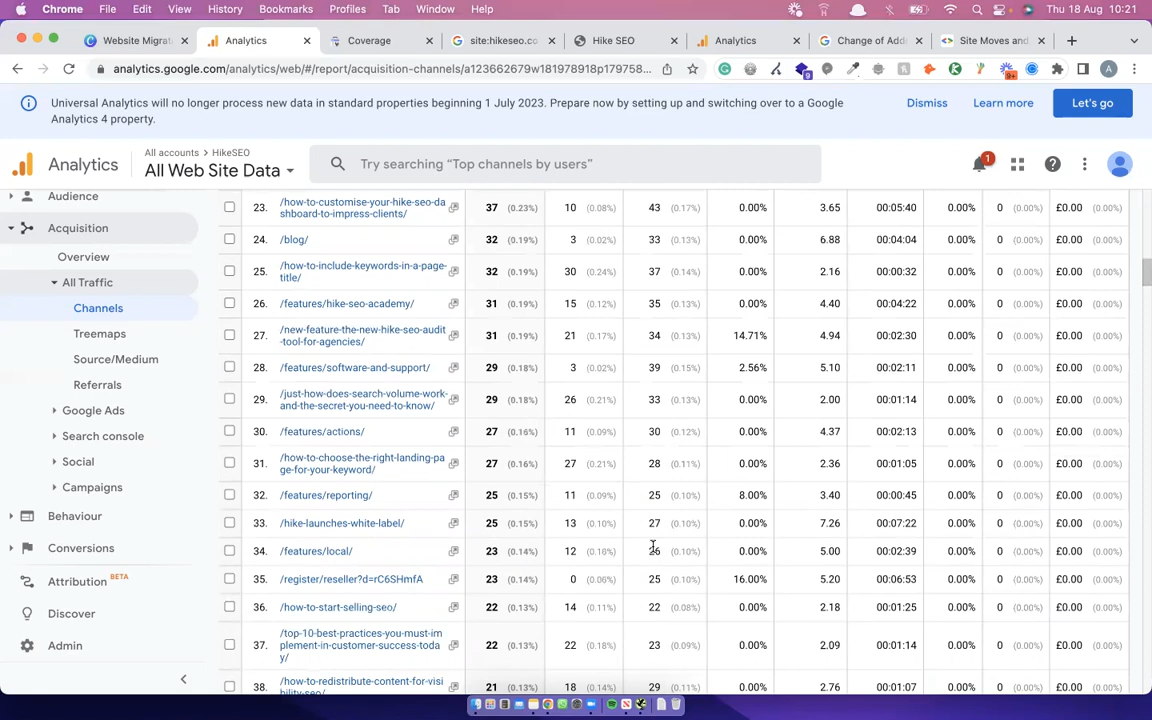 Chrome File Edit View History Bookmarks Profiles Tab Window Help Thu 18 Aug 10:21
Website Migrat Analytics Coverage site:hikeseo.co Hike SEO Analytics Change of Add Site Moves and
analytics.google.com/analytics/web/#/report/acquisition-channels/a123662679w181978918p179758... 9 9+ A
Universal Analytics will no longer process new data in standard properties beginning 1 July 2023. Prepare now by setting up and switching over to a Google
Analytics 4 property.
Dismiss Learn more Let's go
Analytics
All accounts > HikeSEO
All Web Site Data
Try searching "Top channels by users"
1
Audience
Acquisition
Overview
All Traffic
Channels
Treemaps
Source/Medium
Referrals
Google Ads
Search console
Social
Campaigns
Behaviour
Conversions
Attribution BETA
Discover
Admin
23. /how-to-customise-your-hike-seo-da
shboard-to-impress-clients/ 37 (0.23%) 10 (0.08%) 43 (0.17%) 0.00% 3.65 00:05:40 0.00% 0 (0.00%) £0.00 (0.00%)
24. /blog/ 32 (0.19%) 3 (0.02%) 33 (0.13%) 0.00% 6.88 00:04:04 0.00% 0 (0.00%) £0.00 (0.00%)
25. /how-to-include-keywords-in-a-page-
title/ 32 (0.19%) 30 (0.24%) 37 (0.14%) 0.00% 2.16 00:00:32 0.00% 0 (0.00%) £0.00 (0.00%)
26. /features/hike-seo-academy/ 31 (0.19%) 15 (0.12%) 35 (0.13%) 0.00% 4.40 00:04:22 0.00% 0 (0.00%) £0.00 (0.00%)
27. /new-feature-the-new-hike-seo-audit
-tool-for-agencies/ 31 (0.19%) 21 (0.17%) 34 (0.13%) 14.71% 4.94 00:02:30 0.00% 0 (0.00%) £0.00 (0.00%)
28. /features/software-and-support/ 29 (0.18%) 3 (0.02%) 39 (0.15%) 2.56% 5.10 00:02:11 0.00% 0 (0.00%) £0.00 (0.00%)
29. /just-how-does-search-volume-work-
and-the-secret-you-need-to-know/ 29 (0.18%) 26 (0.21%) 33 (0.13%) 0.00% 2.00 00:01:14 0.00% 0 (0.00%) £0.00 (0.00%)
30. /features/actions/ 27 (0.16%) 11 (0.09%) 30 (0.12%) 0.00% 4.37 00:02:13 0.00% 0 (0.00%) £0.00 (0.00%)
31. /how-to-choose-the-right-landing-pa
ge-for-your-keyword/ 27 (0.16%) 27 (0.21%) 28 (0.11%) 0.00% 2.36 00:01:05 0.00% 0 (0.00%) £0.00 (0.00%)
32. /features/reporting/ 25 (0.15%) 11 (0.09%) 25 (0.10%) 8.00% 3.40 00:00:45 0.00% 0 (0.00%) £0.00 (0.00%)
33. /hike-launches-white-label/ 25 (0.15%) 13 (0.10%) 27 (0.10%) 0.00% 7.26 00:07:22 0.00% 0 (0.00%) £0.00 (0.00%)
34. /features/local/ 23 (0.14%) 12 (0.16%) (0.10%) 0.00% 5.00 00:02:39 0.00% 0 (0.00%) £0.00 (0.00%)
35. /register/reseller?d=rC6SHmfA 23 (0.14%) 0 (0.06%) 25 (0.10%) 16.00% 5.20 00:06:53 0.00% 0 (0.00%) £0.00 (0.00%)
36. /how-to-start-selling-seo/ 22 (0.13%) 14 (0.11%) 22 (0.08%) 0.00% 2.18 00:01:25 0.00% 0 (0.00%) £0.00 (0.00%)
37. /top-10-best-practices-you-must-im
plement-in-customer-success-toda
y/ 22 (0.13%) 22 (0.18%) 23 (0.09%) 0.00% 2.09 00:01:14 0.00% 0 (0.00%) £0.00 (0.00%)
38. /how-to-redistribute-content-for-visi
bility-seo/ 21 (0.13%) 18 (0.14%) 29 (0.11%) 0.00% 2.76 00:01:07 0.00% 0 (0.00%) £0.00 (0.00%)